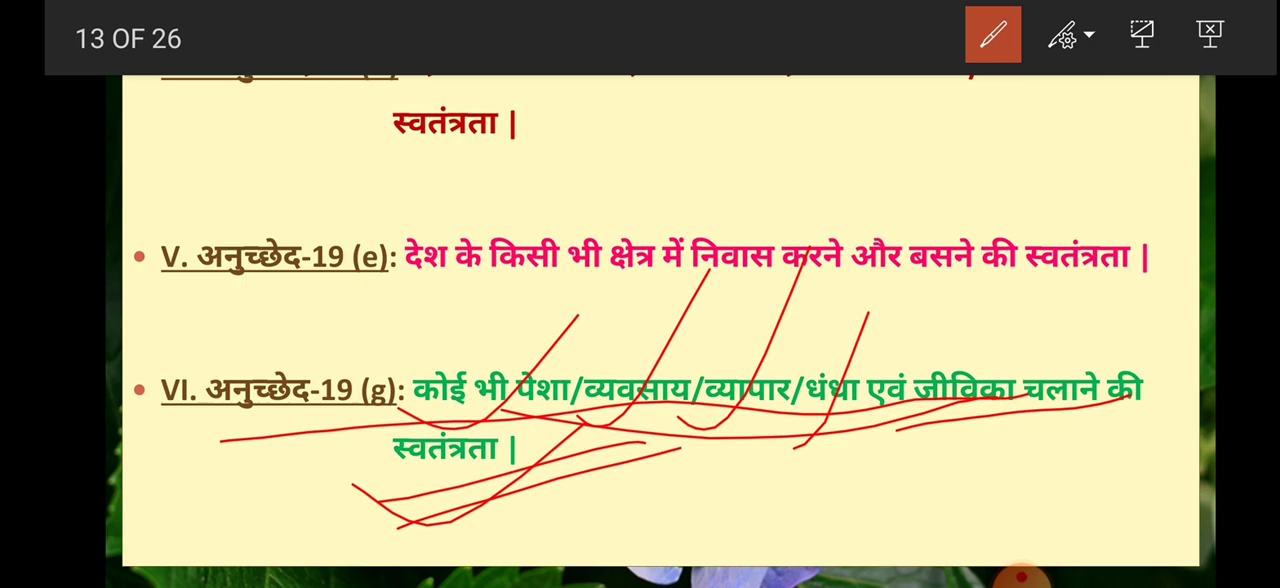 13 OF 26
स्वतंत्रता |
• V. अनुच्छेद-19 (e): देश के किसी भी क्षेत्र में निवास करने और बसने की स्वतंत्रता |
• VI. अनुच्छेद-19 (g): कोई भी पेशा/व्यवसाय/व्यापार/धंधा एवं जीविका चलाने की
स्वतंत्रता |